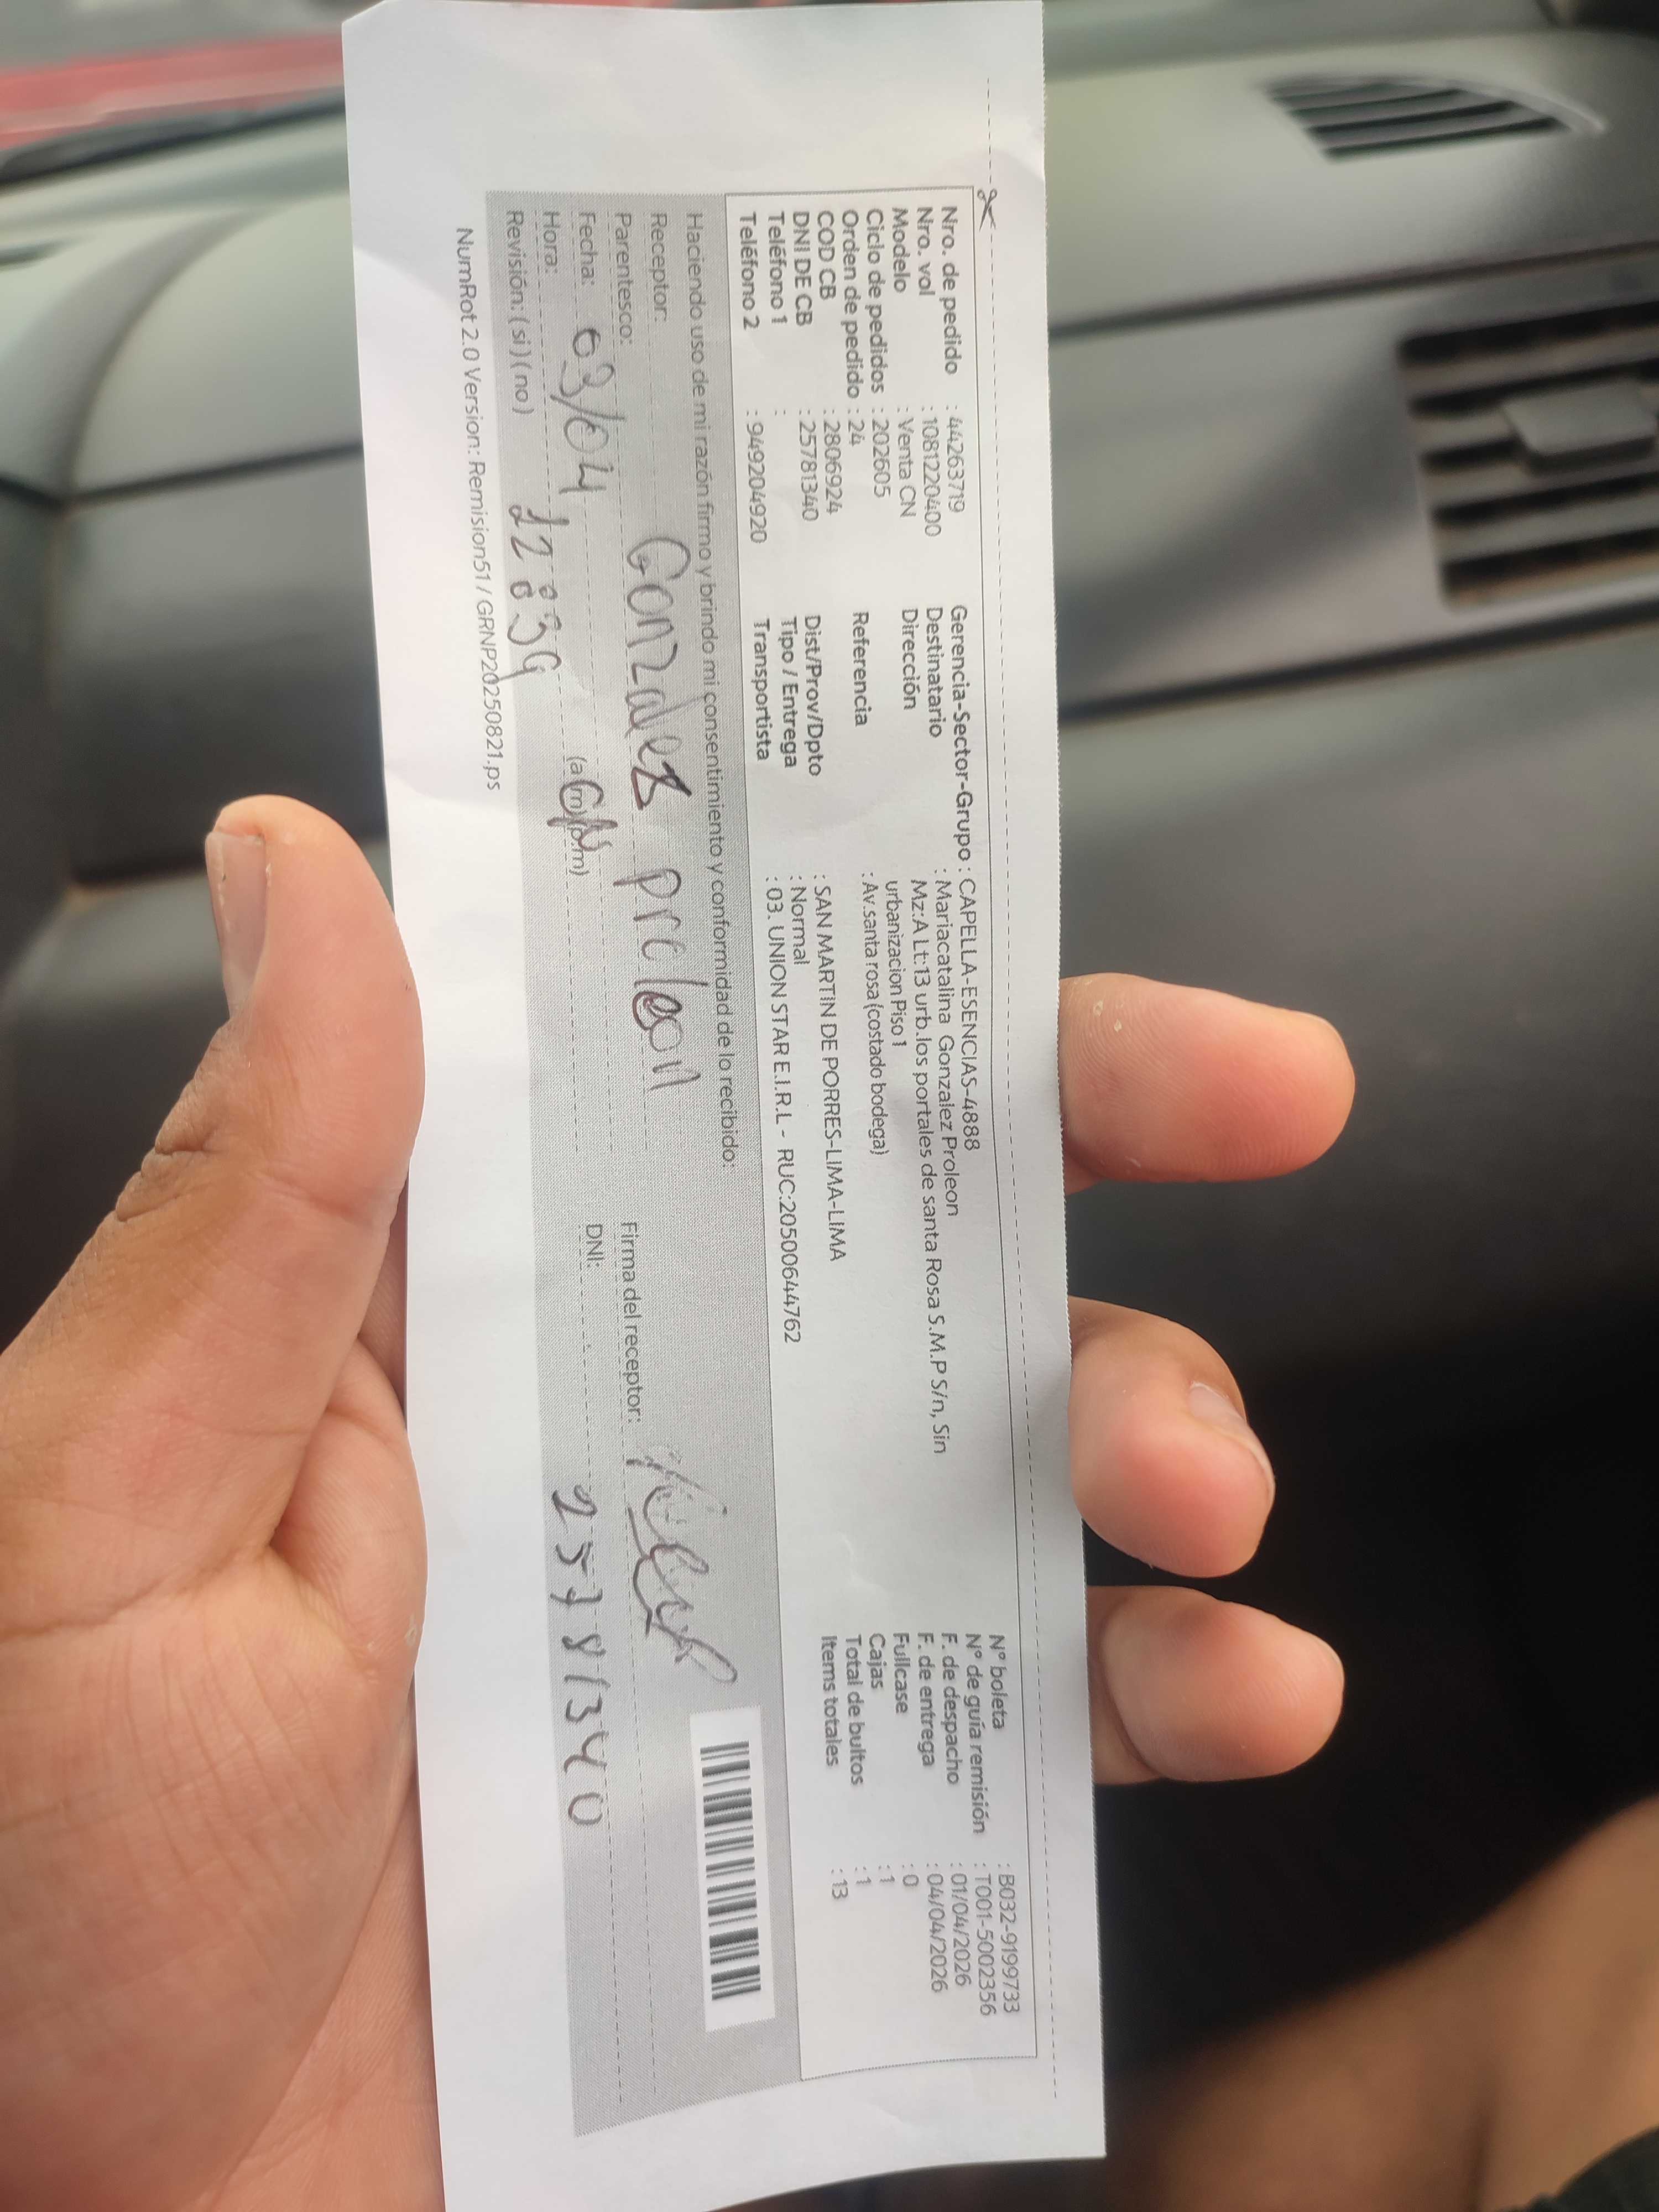 Nro. de pedido : 44263719
Nro. vol : 1081220400
Modelo : Venta CN
Ciclo de pedidos : 202605
Orden de pedido : 24
COD CB : 2806924
DNI DE CB : 25781340
Teléfono 1 :
Teléfono 2 : 949204920
Gerencia-Sector-Grupo : CAPELLA-ESENCIAS-4888
Destinatario : Mariacatalina Gonzalez Proleon
Dirección : Mz:A Lt:13 urb.los portales de santa Rosa S.M.P S/n, Sin
urbanizacion Piso 1
Referencia : Av.santa rosa (costado bodega)
Dist/Prov/Dpto : SAN MARTIN DE PORRES-LIMA-LIMA
Tipo / Entrega : Normal
Transportista : 03. UNION STAR E.I.R.L - RUC:20500644762
N° boleta : B032-9199733
N° de guía remisión : T001-5002356
F. de despacho : 01/04/2026
F. de entrega : 04/04/2026
Fullcase : 0
Cajas : 1
Total de bultos : 1
Items totales : 13
Haciendo uso de mi razón firmo y brindo mi consentimiento y conformidad de lo recibido:
Receptor: Gonzales proleon
Parentesco:
Fecha: 03/04
Hora: 12:39 (a.m) (p.m)
Revisión: ( si ) ( no )
Firma del receptor:
DNI: 25781340
NumRot 2.0 Version: Remision51 / GRNP20250821.ps